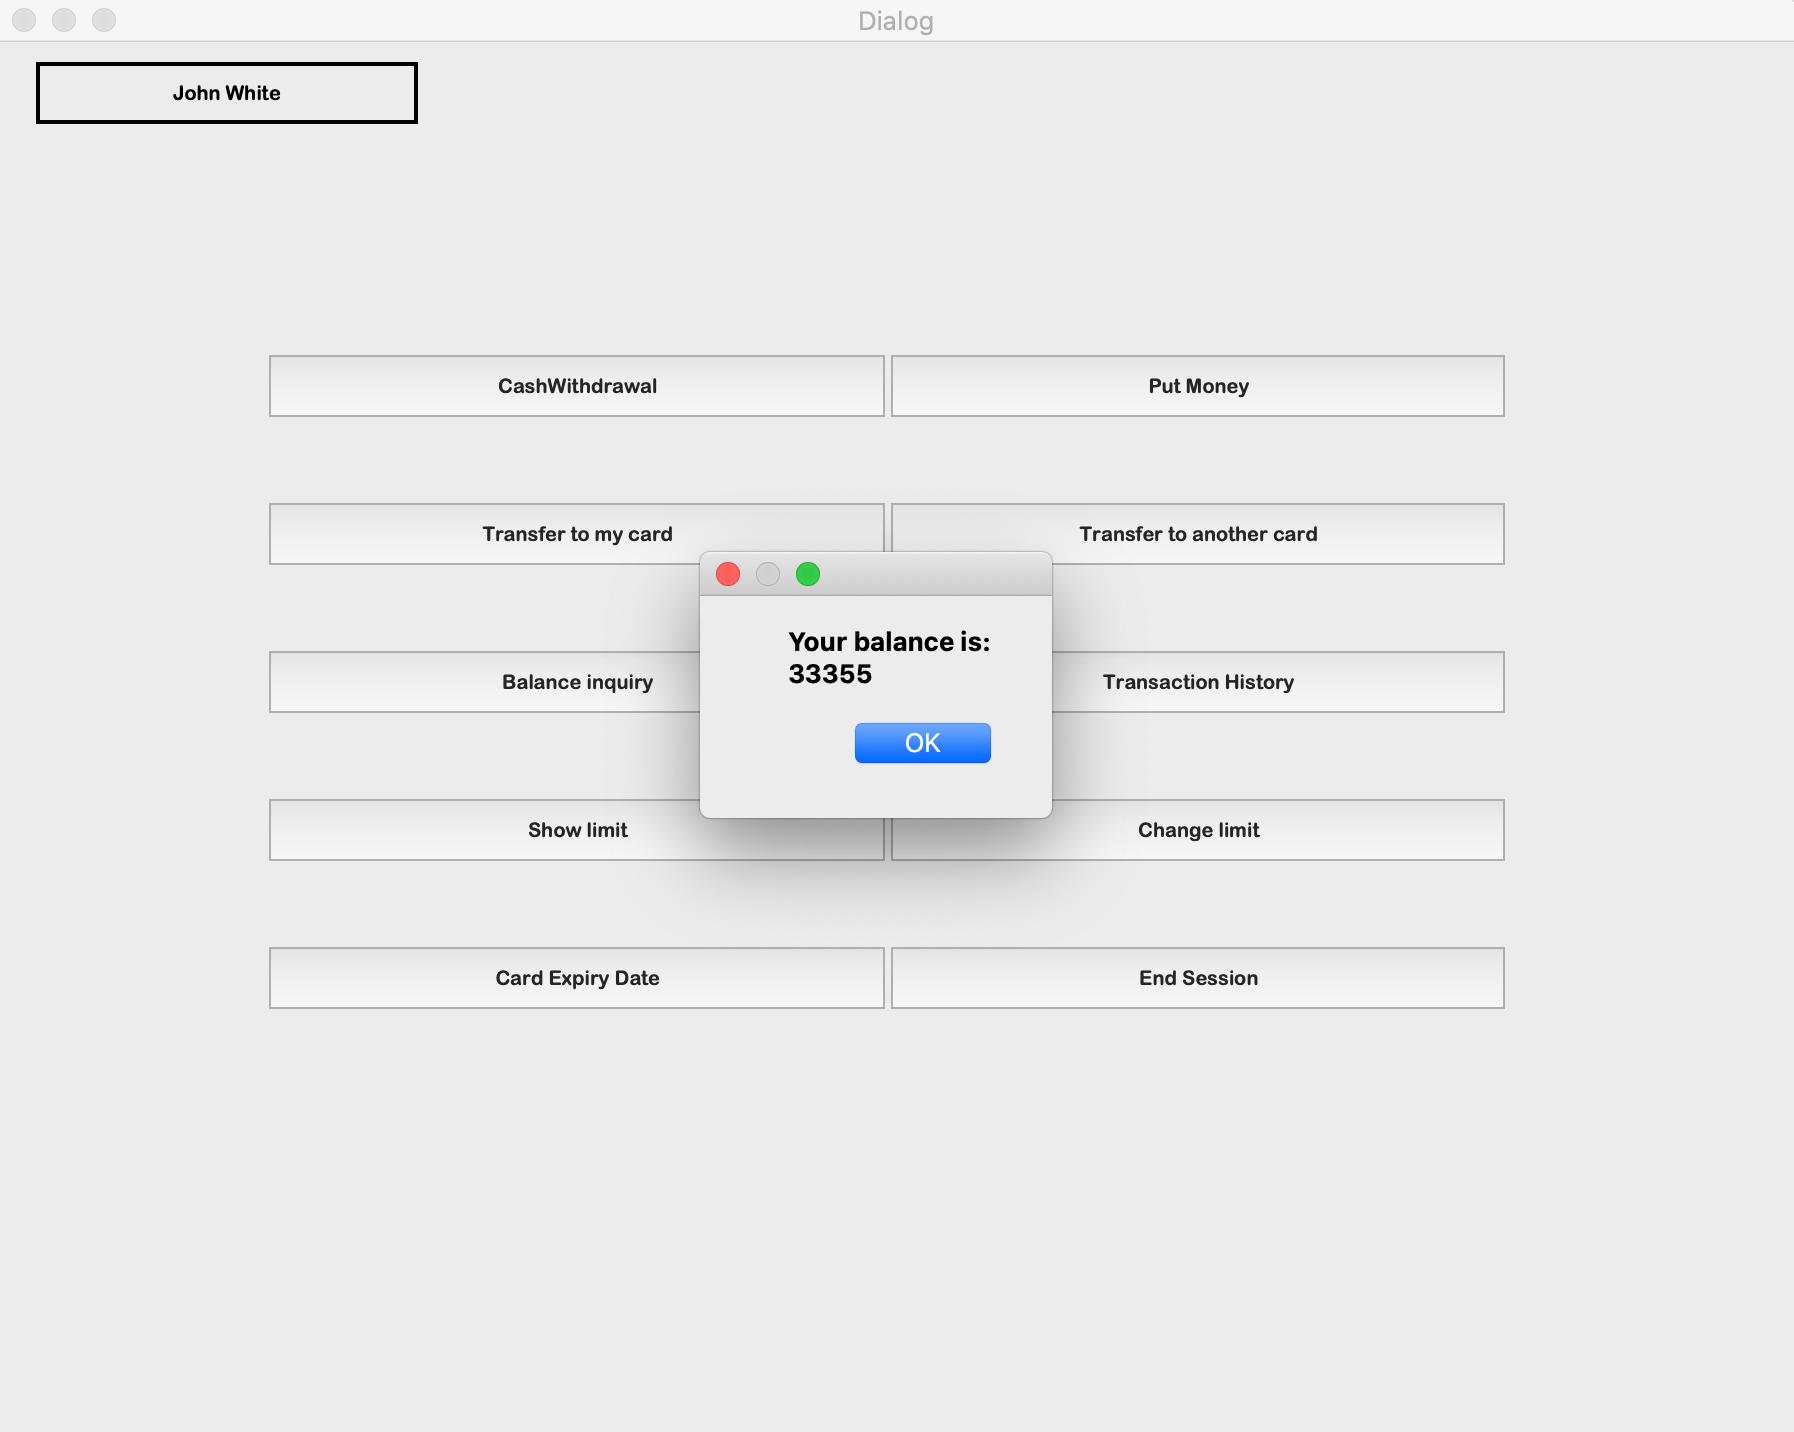 Dialog
John White
CashWithdrawal
Put Money
Transfer to my card
Transfer to another card
Your balance is:
33355
Balance inquiry
Transaction History
OK
Show limit
Change limit
Card Expiry Date
End Session